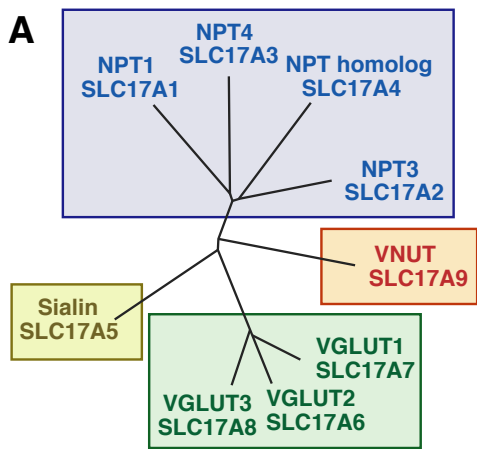 A
NPT4
SLC17A3
NPT1
SLC17A1
NPT homolog
SLC17A4
NPT3
SLC17A2
VNUT
SLC17A9
Sialin
SLC17A5
VGLUT1
SLC17A7
VGLUT3
SLC17A8
VGLUT2
SLC17A6